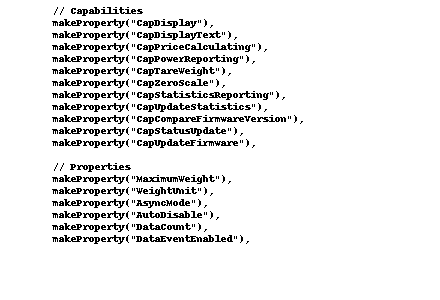 // Capabilities
makeProperty("CapDisplay"),
makeProperty("CapDisplayText"),
makeProperty("CapPriceCalculating"),
makeProperty("CapPowerReporting"),
makeProperty("CapTareWeight"),
makeProperty("CapZeroScale"),
makeProperty("CapStatisticsReporting"),
makeProperty("CapUpdateStatistics"),
makeProperty("CapCompareFirmwareVersion"),
makeProperty("CapStatusUpdate"),
makeProperty("CapUpdateFirmware"),
// Properties
makeProperty("MaximumWeight"),
makeProperty("WeightUnit"),
makeProperty("AsyncMode"),
makeProperty("AutoDisable"),
makeProperty("DataCount"),
makeProperty("DataEventEnabled"),